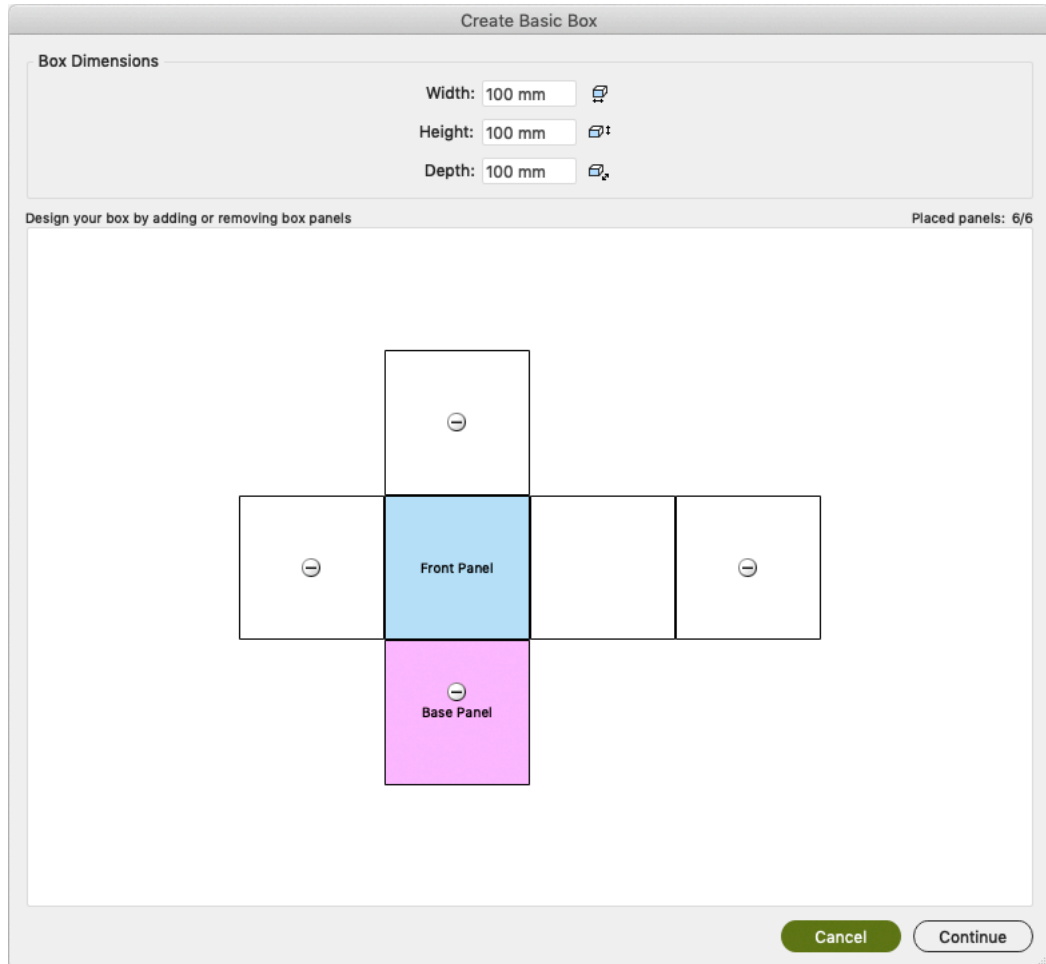 Create Basic Box
Box Dimensions
Width: 100 mm
Height: 100 mm
Depth: 100 mm
Design your box by adding or removing box panels Placed panels: 6/6
Front Panel
Base Panel
Cancel Continue